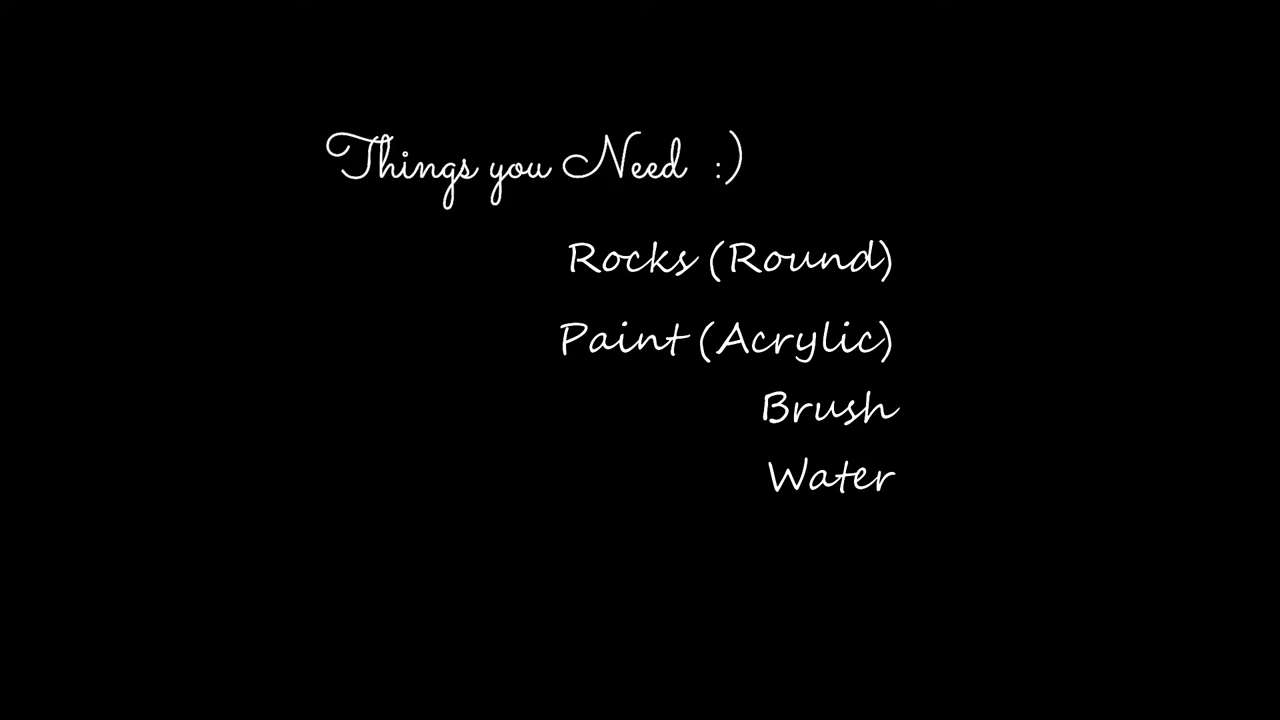 Things you Need :)
Rocks (Round)
Paint (Acrylic)
Brush
Water